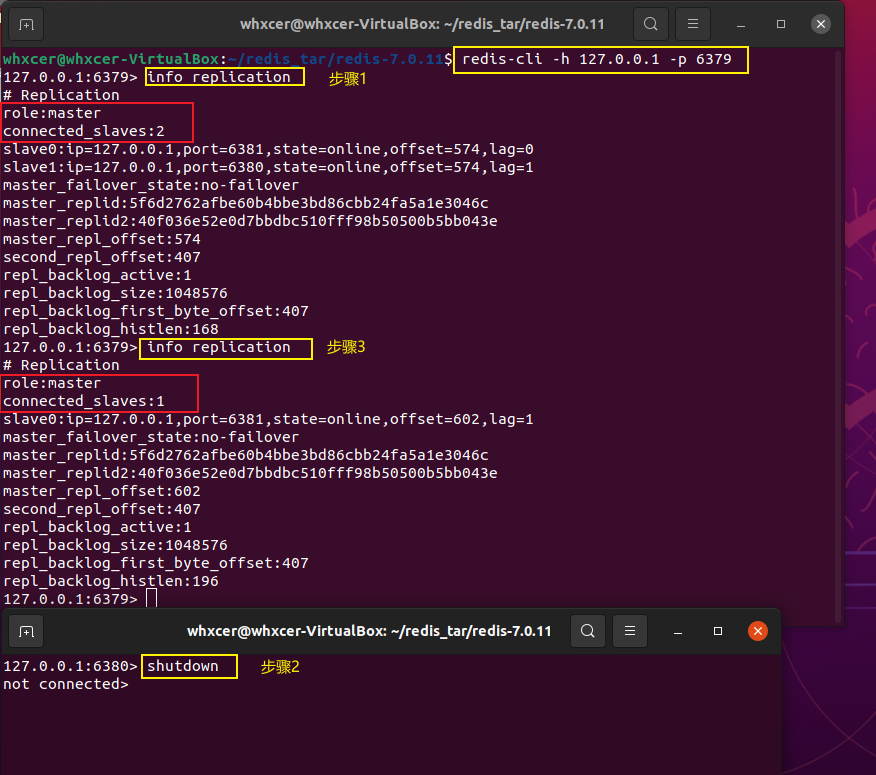 whxcer@whxcer-VirtualBox: ~/redis_tar/redis-7.0.11
whxcer@whxcer-VirtualBox:~/redis_tar/redis-7.0.11$ redis-cli -h 127.0.0.1 -p 6379
127.0.0.1:6379> info replication 步骤1
# Replication
role:master
connected_slaves:2
slave0:ip=127.0.0.1,port=6381,state=online,offset=574,lag=0
slave1:ip=127.0.0.1,port=6380,state=online,offset=574,lag=1
master_failover_state:no-failover
master_replid:5f6d2762afbe60b4bbe3bd86cbb24fa5a1e3046c
master_replid2:40f036e52e0d7bbdbc510fff98b50500b5bb043e
master_repl_offset:574
second_repl_offset:407
repl_backlog_active:1
repl_backlog_size:1048576
repl_backlog_first_byte_offset:407
repl_backlog_histlen:168
127.0.0.1:6379> info replication 步骤3
# Replication
role:master
connected_slaves:1
slave0:ip=127.0.0.1,port=6381,state=online,offset=602,lag=1
master_failover_state:no-failover
master_replid:5f6d2762afbe60b4bbe3bd86cbb24fa5a1e3046c
master_replid2:40f036e52e0d7bbdbc510fff98b50500b5bb043e
master_repl_offset:602
second_repl_offset:407
repl_backlog_active:1
repl_backlog_size:1048576
repl_backlog_first_byte_offset:407
repl_backlog_histlen:196
127.0.0.1:6379>
whxcer@whxcer-VirtualBox: ~/redis_tar/redis-7.0.11
127.0.0.1:6380> shutdown 步骤2
not connected>